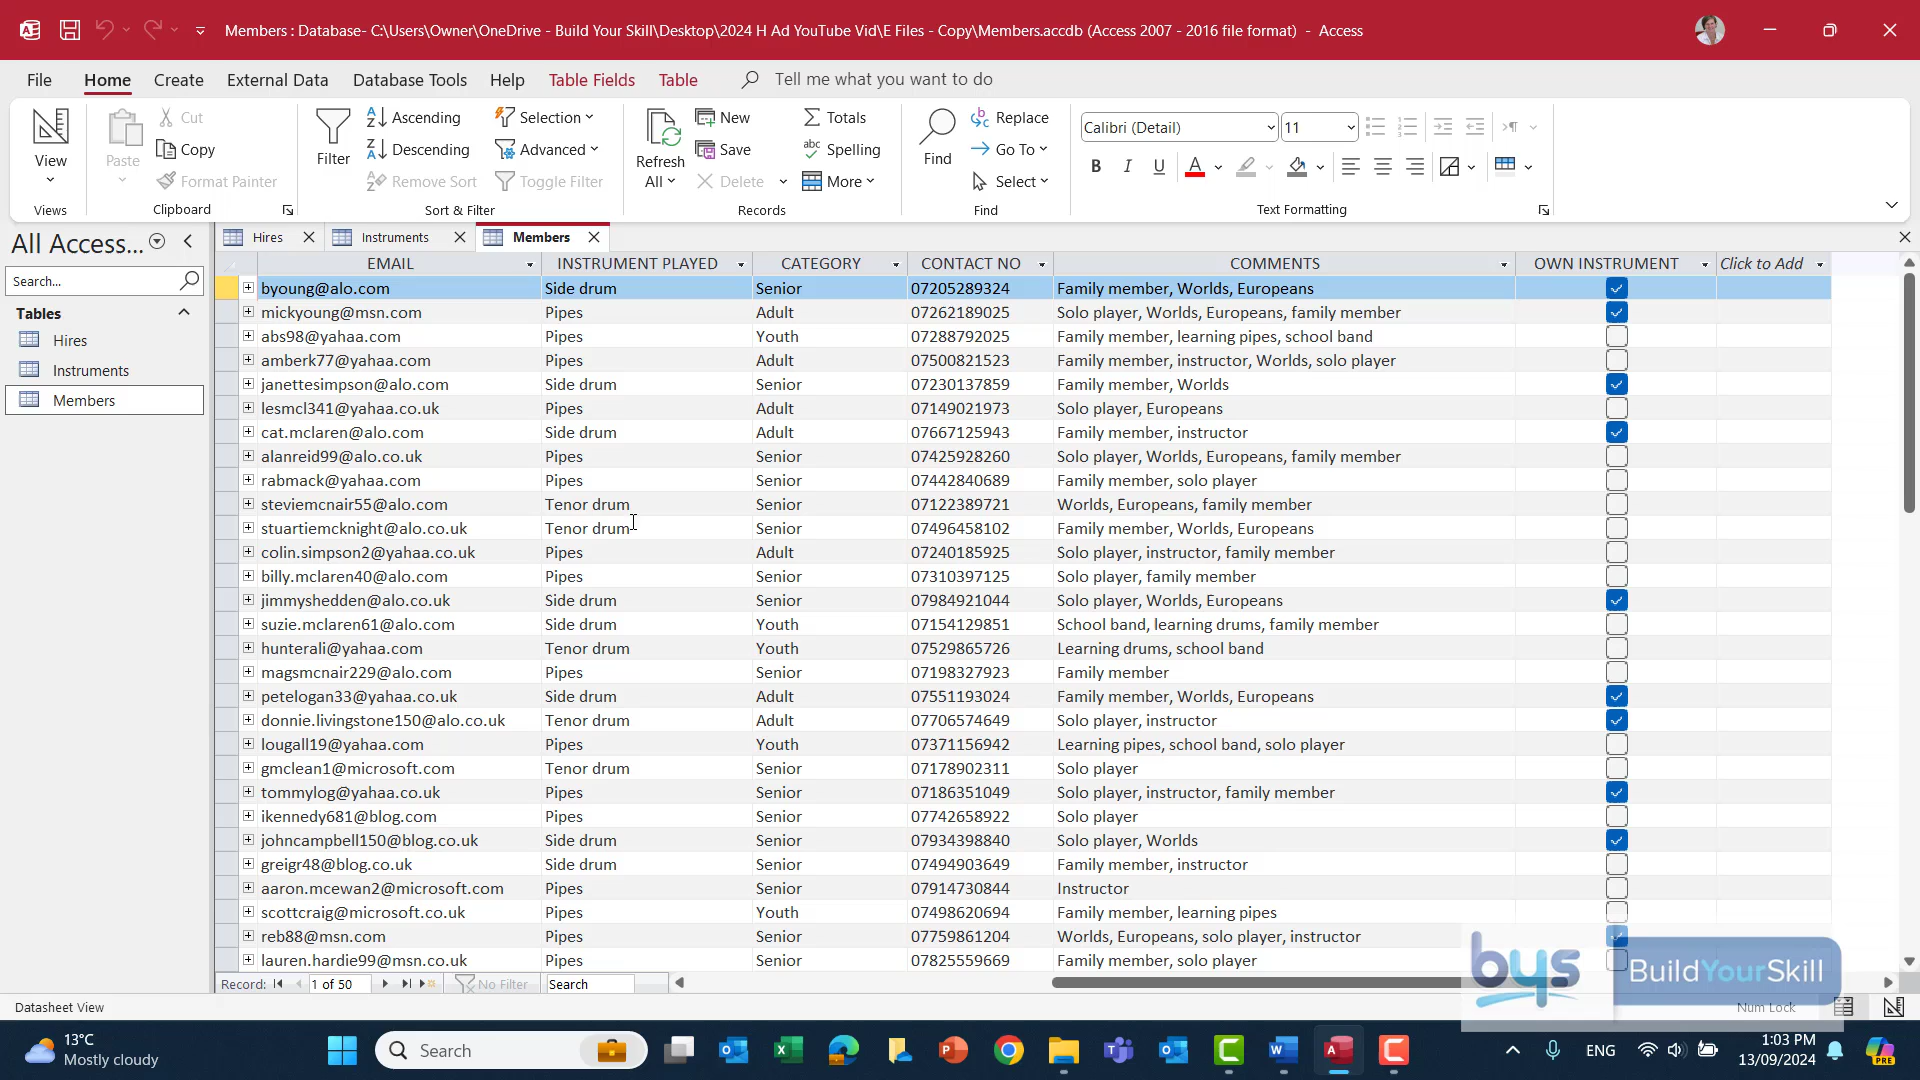 Members : Database- C:\Users\Owner\OneDrive - Build Your Skill\Desktop\2024 H Ad YouTube Vid\E Files - Copy\Members.accdb (Access 2007 - 2016 file format) - Access
File Home Create External Data Database Tools Help Table Fields Table Tell me what you want to do
View
Views
Paste
Cut
Copy
Format Painter
Clipboard
Filter
Ascending
Descending
Remove Sort
Selection
Advanced
Toggle Filter
Sort & Filter
Refresh
All
New
Save
Delete
Totals
Spelling
More
Records
Find
Replace
Go To
Select
Find
Calibri (Detail) 11
B I U A
Text Formatting
All Access...
Search...
Tables
Hires
Instruments
Members
Hires Instruments Members
EMAIL INSTRUMENT PLAYED CATEGORY CONTACT NO COMMENTS OWN INSTRUMENT Click to Add
byoung@alo.com Side drum Senior 07205289324 Family member, Worlds, Europeans
mickyoung@msn.com Pipes Adult 07262189025 Solo player, Worlds, Europeans, family member
abs98@yahaa.com Pipes Youth 07288792025 Family member, learning pipes, school band
amberk77@yahaa.com Pipes Adult 07500821523 Family member, instructor, Worlds, solo player
janettesimpson@alo.com Side drum Senior 07230137859 Family member, Worlds
lesmcl341@yahaa.co.uk Pipes Adult 07149021973 Solo player, Europeans
cat.mclaren@alo.com Side drum Adult 07667125943 Family member, instructor
alanreid99@alo.co.uk Pipes Senior 07425928260 Solo player, Worlds, Europeans, family member
rabmack@yahaa.com Pipes Senior 07442840689 Family member, solo player
steviemcnair55@alo.com Tenor drum Senior 07122389721 Worlds, Europeans, family member
stuartiemcknight@alo.co.uk Tenor drum Senior 07496458102 Family member, Worlds, Europeans
colin.simpson2@yahaa.co.uk Pipes Adult 07240185925 Solo player, instructor, family member
billy.mclaren40@alo.com Pipes Senior 07310397125 Solo player, family member
jimmyshedden@alo.co.uk Side drum Senior 07984921044 Solo player, Worlds, Europeans
suzie.mclaren61@alo.com Side drum Youth 07154129851 School band, learning drums, family member
hunterali@yahaa.com Tenor drum Youth 07529865726 Learning drums, school band
magsmcnair229@alo.com Pipes Senior 07198327923 Family member
petelogan33@yahaa.co.uk Side drum Adult 07551193024 Family member, Worlds, Europeans
donnie.livingstone150@alo.co.uk Tenor drum Adult 07706574649 Solo player, instructor
lougall19@yahaa.com Pipes Youth 07371156942 Learning pipes, school band, solo player
gmclean1@microsoft.com Tenor drum Senior 07178902311 Solo player
tommylog@yahaa.co.uk Pipes Senior 07186351049 Solo player, instructor, family member
ikennedy681@blog.com Pipes Senior 07742658922 Solo player
johncampbell150@blog.co.uk Side drum Senior 07934398840 Solo player, Worlds
greigr48@blog.co.uk Side drum Senior 07494903649 Family member, instructor
aaron.mcewan2@microsoft.com Pipes Senior 07914730844 Instructor
scottcraig@microsoft.co.uk Pipes Youth 07498620694 Family member, learning pipes
reb88@msn.com Pipes Senior 07759861204 Worlds, Europeans, solo player, instructor
lauren.hardie99@msn.co.uk Pipes Senior 07825559669 Family member, solo player
Record: 1 of 50 No Filter Search
bys BuildYourSkill
Datasheet View Num Lock
13°C
Mostly cloudy
Search
ENG
1:03 PM
13/09/2024
PRE